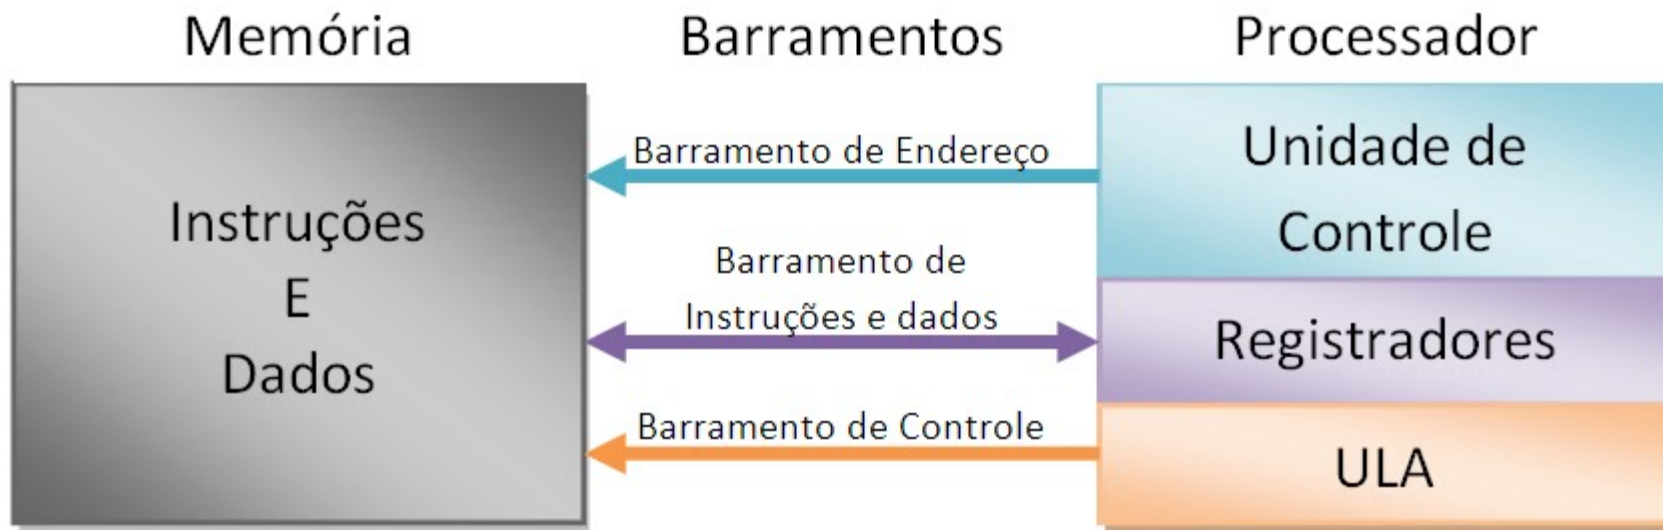 Memória
Barramentos
Processador
Instruções
E
Dados
Barramento de Endereço
Barramento de
Instruções e dados
Barramento de Controle
Unidade de
Controle
Registradores
ULA